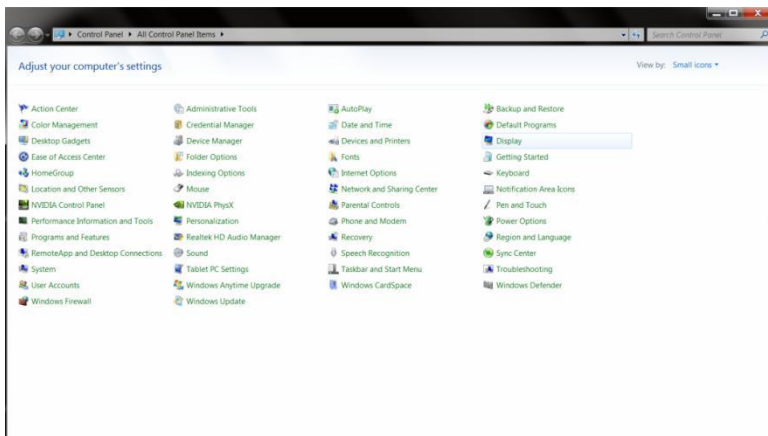 Control Panel ▸ All Control Panel Items ▸
Search Control Panel
Adjust your computer's settings
View by: Small icons
Action Center
Administrative Tools
AutoPlay
Backup and Restore
Color Management
Credential Manager
Date and Time
Default Programs
Desktop Gadgets
Device Manager
Devices and Printers
Display
Ease of Access Center
Folder Options
Fonts
Getting Started
HomeGroup
Indexing Options
Internet Options
Keyboard
Location and Other Sensors
Mouse
Network and Sharing Center
Notification Area Icons
NVIDIA Control Panel
NVIDIA PhysX
Parental Controls
Pen and Touch
Performance Information and Tools
Personalization
Phone and Modem
Power Options
Programs and Features
Realtek HD Audio Manager
Recovery
Region and Language
RemoteApp and Desktop Connections
Sound
Speech Recognition
Sync Center
System
Tablet PC Settings
Taskbar and Start Menu
Troubleshooting
User Accounts
Windows Anytime Upgrade
Windows CardSpace
Windows Defender
Windows Firewall
Windows Update